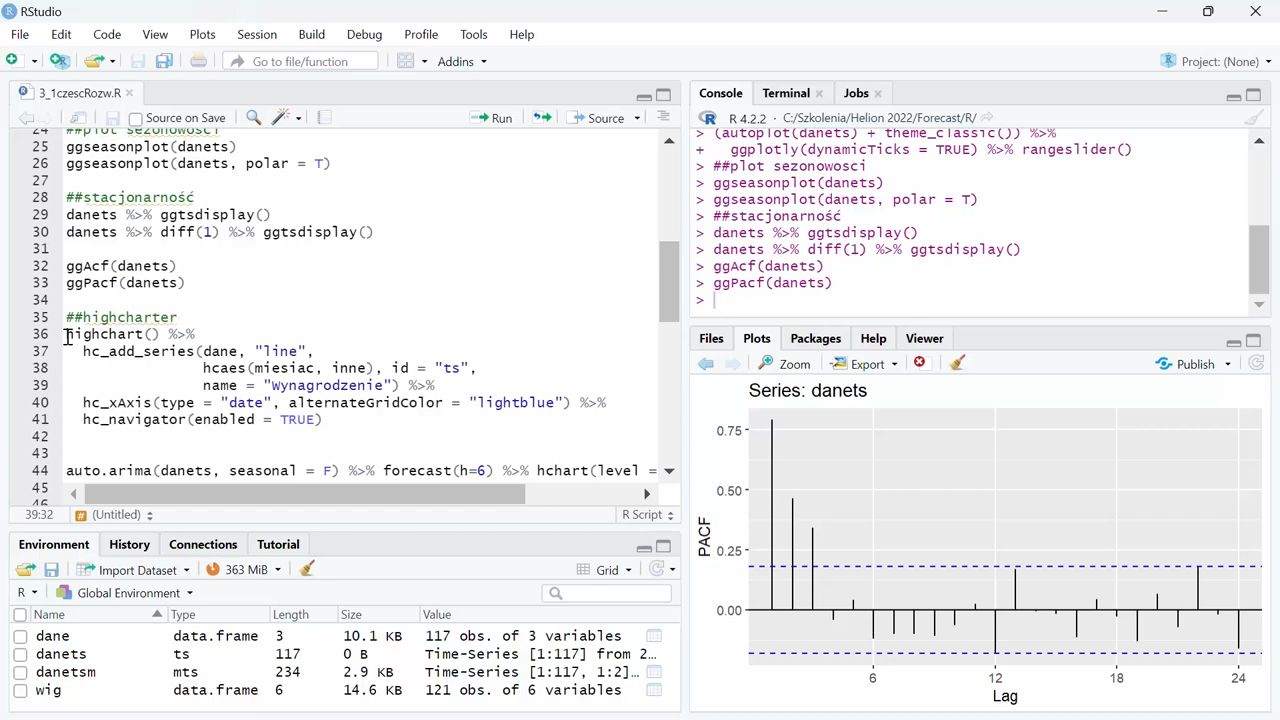 RStudio
File Edit Code View Plots Session Build Debug Profile Tools Help
Go to file/function Addins Project: (None)
3_1czescRozw.R
Source on Save Run Source
24 ##plot sezonowosci
25 ggseasonplot(danets)
26 ggseasonplot(danets, polar = T)
27
28 ##stacjonarność
29 danets %>% ggtsdisplay()
30 danets %>% diff(1) %>% ggtsdisplay()
31
32 ggAcf(danets)
33 ggPacf(danets)
34
35 ##highcharter
36 highchart() %>%
37 hc_add_series(dane, "line",
38 hcaes(miesiac, inne), id = "ts",
39 name = "Wynagrodzenie") %>%
40 hc_xAxis(type = "date", alternateGridColor = "lightblue") %>%
41 hc_navigator(enabled = TRUE)
42
43
44 auto.arima(danets, seasonal = F) %>% forecast(h=6) %>% hchart(level =
45
46
39:32 # (Untitled) R Script
Environment History Connections Tutorial
Import Dataset 363 MiB Grid
R Global Environment
Name Type Length Size Value
dane data.frame 3 10.1 KB 117 obs. of 3 variables
danets ts 117 0 B Time-Series [1:117] from 2…
danetsm mts 234 2.9 KB Time-Series [1:117, 1:2]…
wig data.frame 6 14.6 KB 121 obs. of 6 variables
Console Terminal Jobs
R 4.2.2 · C:/Szkolenia/Helion 2022/Forecast/R/
> (autoplot(danets) + theme_classic()) %>%
+ ggplotly(dynamicTicks = TRUE) %>% rangeslider()
> ##plot sezonowosci
> ggseasonplot(danets)
> ggseasonplot(danets, polar = T)
> ##stacjonarność
> danets %>% ggtsdisplay()
> danets %>% diff(1) %>% ggtsdisplay()
> ggAcf(danets)
> ggPacf(danets)
>
Files Plots Packages Help Viewer
Zoom Export Publish
Series: danets
0.75
0.50
0.25
0.00
PACF
6 12 18 24
Lag